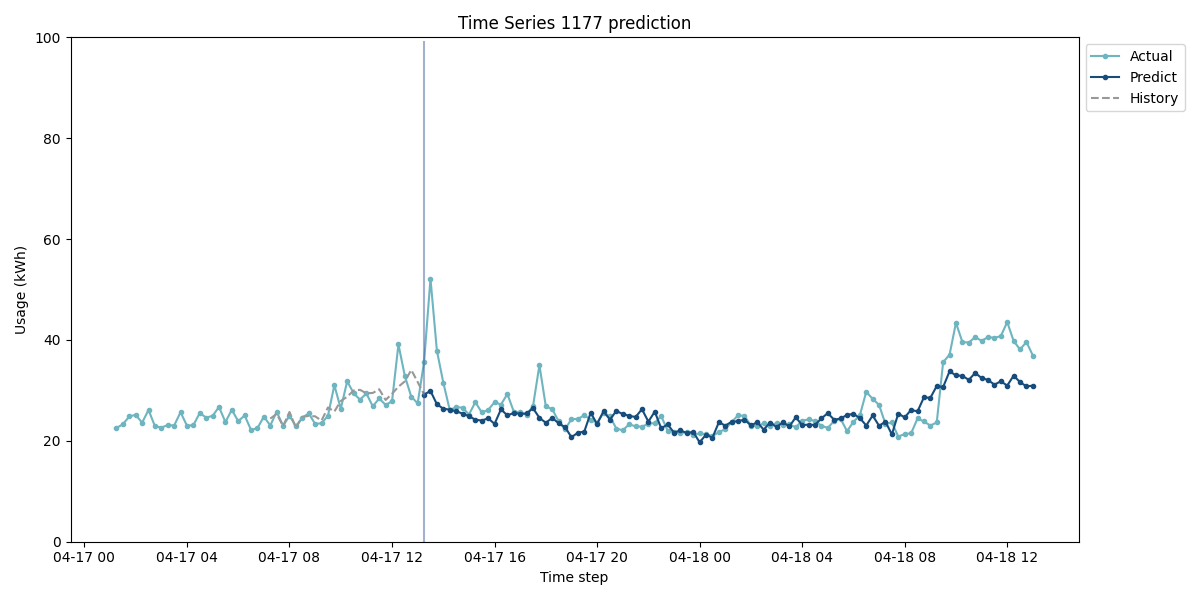 Time Series 1177 prediction
100
80
60
40
20
0
Usage (kWh)
04-17 00
04-17 04
04-17 08
04-17 12
04-17 16
04-17 20
04-18 00
04-18 04
04-18 08
04-18 12
Time step
Actual
Predict
History